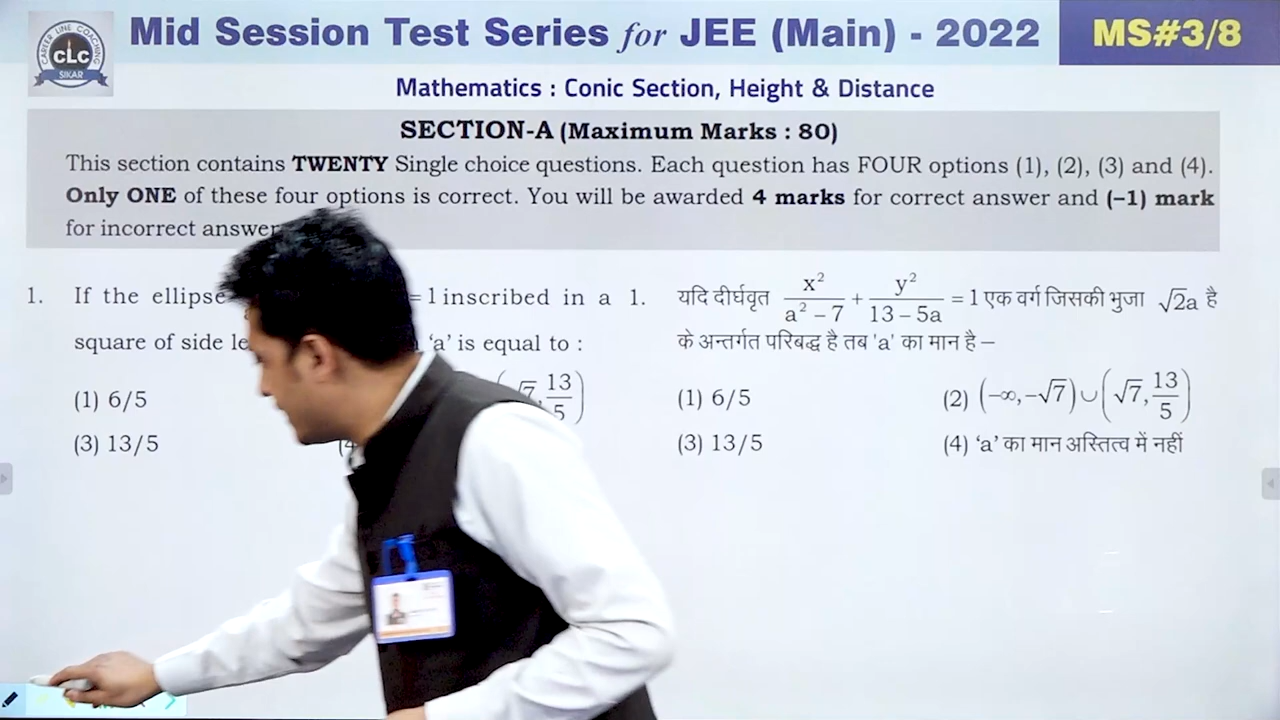 CAREER LINE COACHING
CLC
SIKAR
Mid Session Test Series for JEE (Main) - 2022
MS#3/8
Mathematics : Conic Section, Height & Distance
SECTION-A (Maximum Marks : 80)
This section contains TWENTY Single choice questions. Each question has FOUR options (1), (2), (3) and (4).
Only ONE of these four options is correct. You will be awarded 4 marks for correct answer and (–1) mark
for incorrect answer
1. If the ellipse = 1 inscribed in a
square of side 'a' is equal to :
(1) 6/5 √7, 13/5)
(3) 13/5 (4
1. यदि दीर्घवृत x²/(a² – 7) + y²/(13 – 5a) = 1 एक वर्ग जिसकी भुजा √2a है
के अन्तर्गत परिबद्ध है तब 'a' का मान है –
(1) 6/5 (2) (–∞, –√7) ∪ (√7, 13/5)
(3) 13/5 (4) 'a' का मान अस्तित्व में नहीं